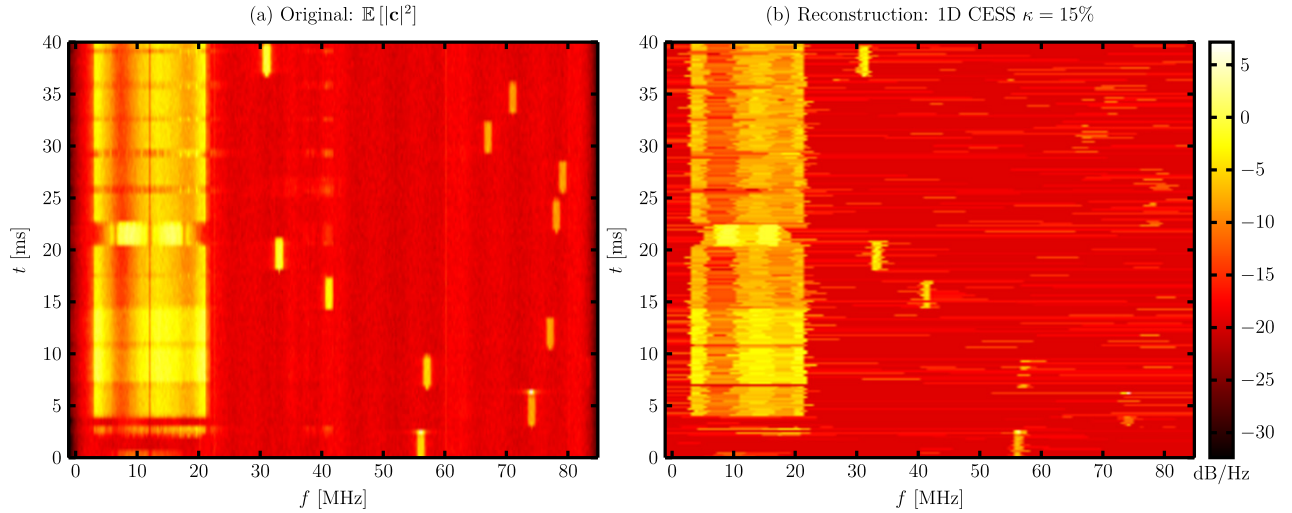 (a) Original: 𝔼 [|𝐜|²]
(b) Reconstruction: 1D CESS κ = 15%
40
35
30
25
20
15
10
5
0
t [ms]
0 10 20 30 40 50 60 70 80
f [MHz]
40
35
30
25
20
15
10
5
0
t [ms]
0 10 20 30 40 50 60 70 80
f [MHz]
5
0
−5
−10
−15
−20
−25
−30
dB/Hz